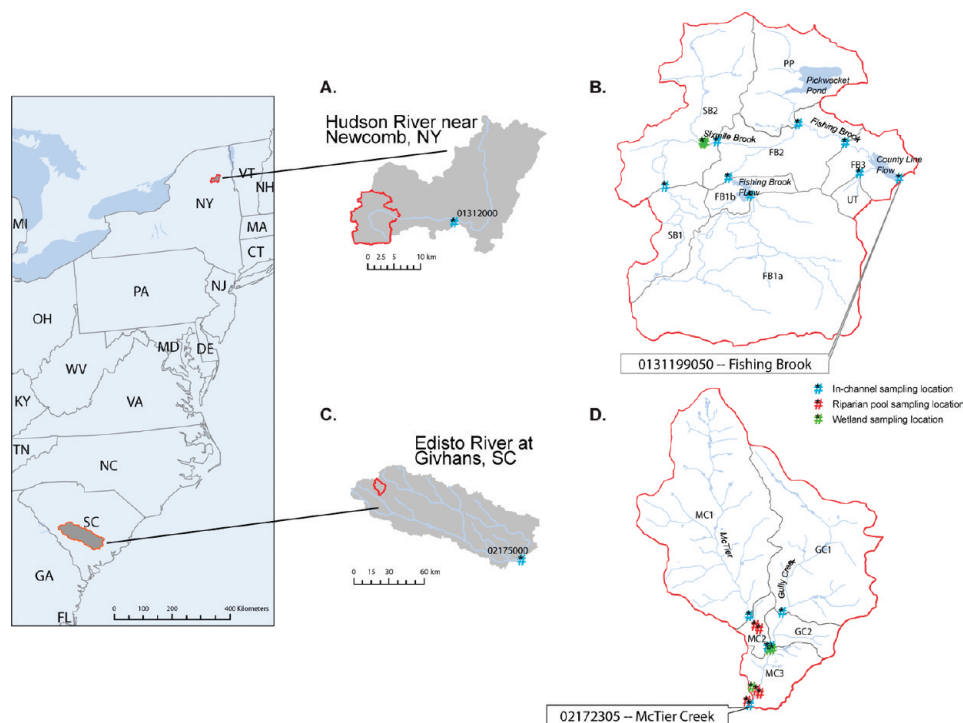 MI
OH
KY
TN
GA
FL
WV
PA
NY
VT
NH
MA
CT
NJ
MD
DE
VA
NC
SC
0 100 200 400 Kilometers
A.
Hudson River near
Newcomb, NY
01312000
0 2.5 5 10 km
B.
PP
Pickwocket
Pond
SB2
Sixmile Brook
Fishing Brook
FB2
FB3
County Line
Flow
Fishing Brook
Flow
FB1b
UT
SB1
FB1a
0131199050 -- Fishing Brook
In-channel sampling location
Riparian pool sampling location
Wetland sampling location
C.
Edisto River at
Givhans, SC
02175000
0 15 30 60 km
D.
MC1
McTier
GC1
Gully Creek
MC2
GC2
MC3
02172305 -- McTier Creek